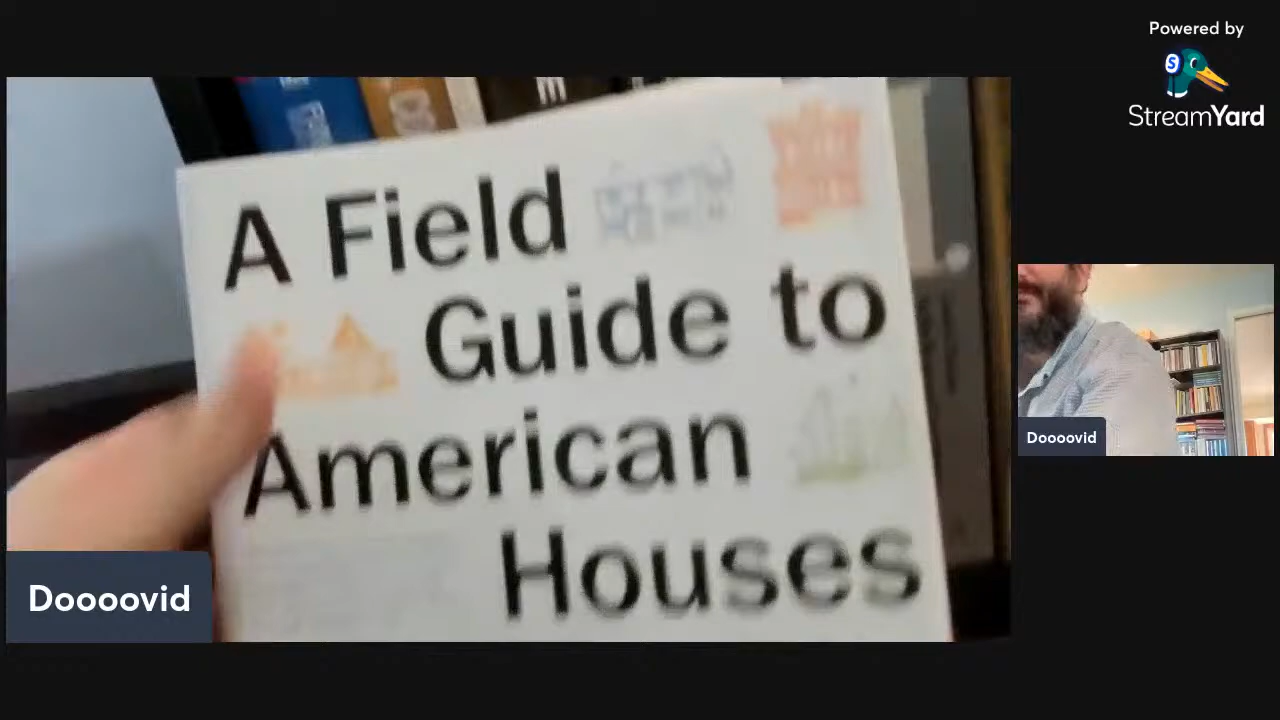 Powered by
StreamYard
A Field
Guide to
American
Houses
Doooovid
Doooovid